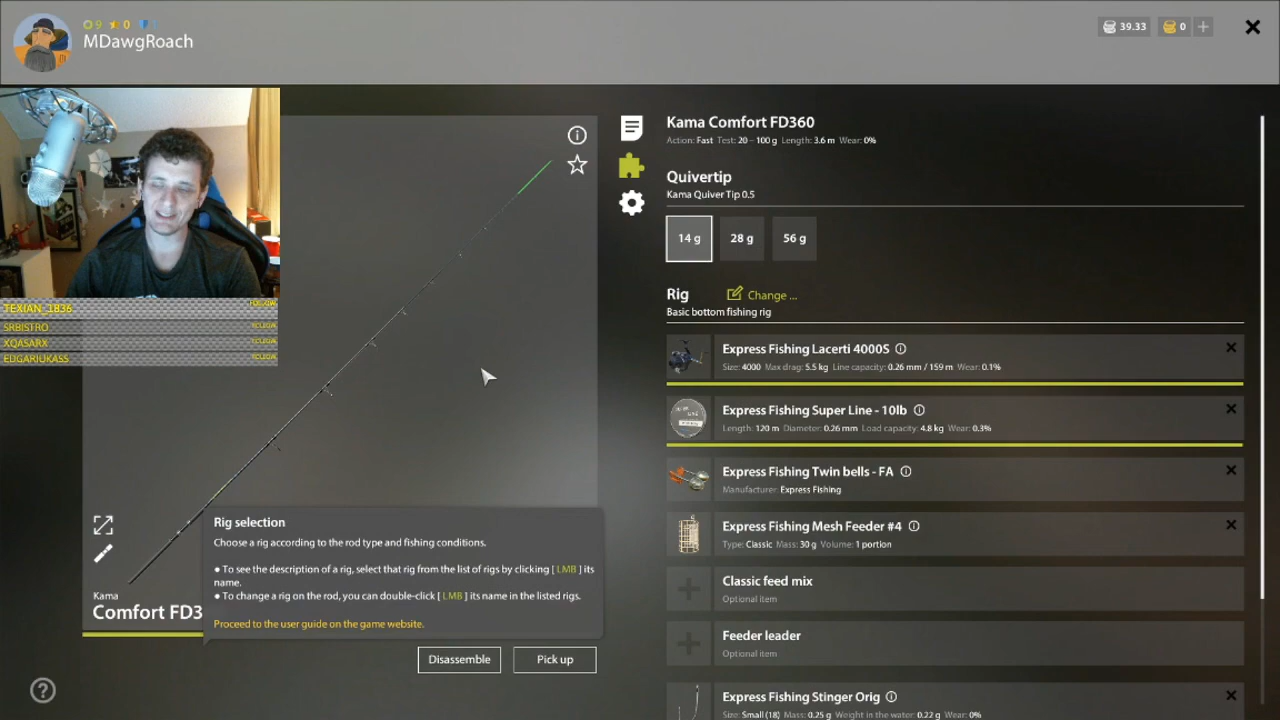 9 0
MDawgRoach
39.33
0
TEXIAN_1836 FOLLOW
SRBISTRO FOLLOW
XQASARX FOLLOW
EDGARIUKASS FOLLOW
Kama
Comfort FD3
Rig selection
Choose a rig according to the rod type and fishing conditions.
● To see the description of a rig, select that rig from the list of rigs by clicking [ LMB ] its
name.
● To change a rig on the rod, you can double-click [ LMB ] its name in the listed rigs.
Proceed to the user guide on the game website.
Disassemble
Pick up
Kama Comfort FD360
Action: Fast Test: 20 – 100 g Length: 3.6 m Wear: 0%
Quivertip
Kama Quiver Tip 0.5
14 g
28 g
56 g
Rig Change ...
Basic bottom fishing rig
Express Fishing Lacerti 4000S
Size: 4000 Max drag: 5.5 kg Line capacity: 0.26 mm / 159 m Wear: 0.1%
Express Fishing Super Line - 10lb
Length: 120 m Diameter: 0.26 mm Load capacity: 4.8 kg Wear: 0.3%
Express Fishing Twin bells - FA
Manufacturer: Express Fishing
Express Fishing Mesh Feeder #4
Type: Classic Mass: 30 g Volume: 1 portion
Classic feed mix
Optional item
Feeder leader
Optional item
Express Fishing Stinger Orig
Size: Small (18) Mass: 0.25 g Weight in the water: 0.22 g Wear: 0%